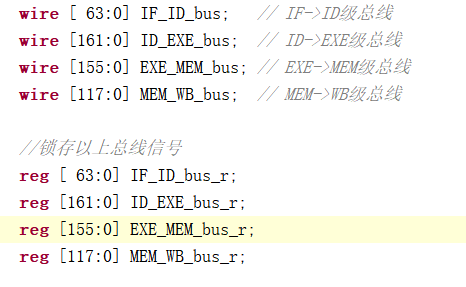 wire [ 63:0] IF_ID_bus;   // IF->ID级总线
wire [161:0] ID_EXE_bus;  // ID->EXE级总线
wire [155:0] EXE_MEM_bus; // EXE->MEM级总线
wire [117:0] MEM_WB_bus;  // MEM->WB级总线
//锁存以上总线信号
reg [ 63:0] IF_ID_bus_r;
reg [161:0] ID_EXE_bus_r;
reg [155:0] EXE_MEM_bus_r;
reg [117:0] MEM_WB_bus_r;